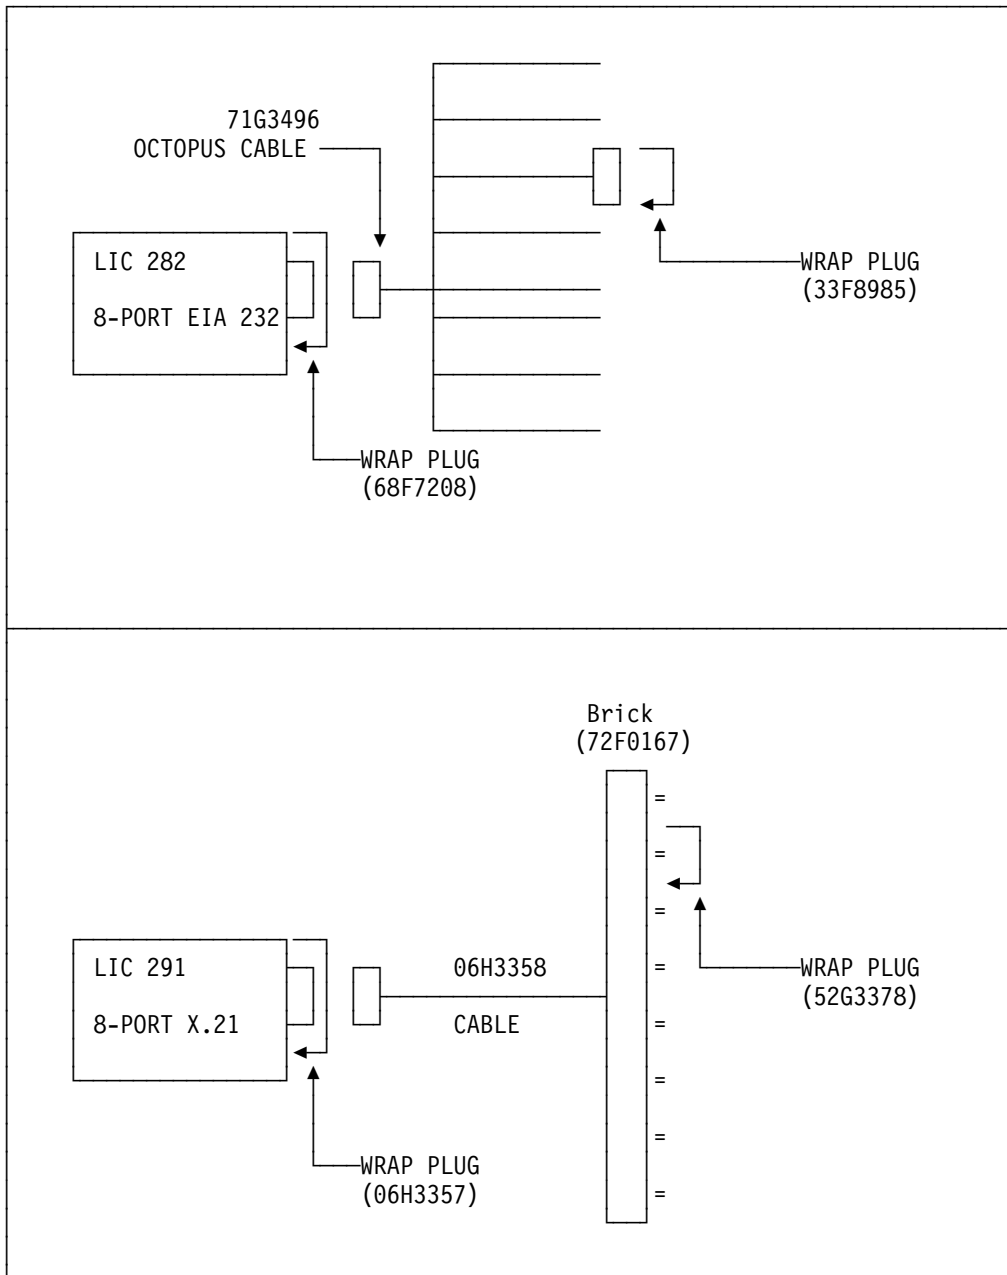 71G3496
OCTOPUS CABLE
LIC 282
8-PORT EIA 232
WRAP PLUG
(33F8985)
WRAP PLUG
(68F7208)
Brick
(72F0167)
=
=
=
LIC 291
8-PORT X.21
06H3358
CABLE
=
=
WRAP PLUG
(52G3378)
=
=
WRAP PLUG
(06H3357)
=